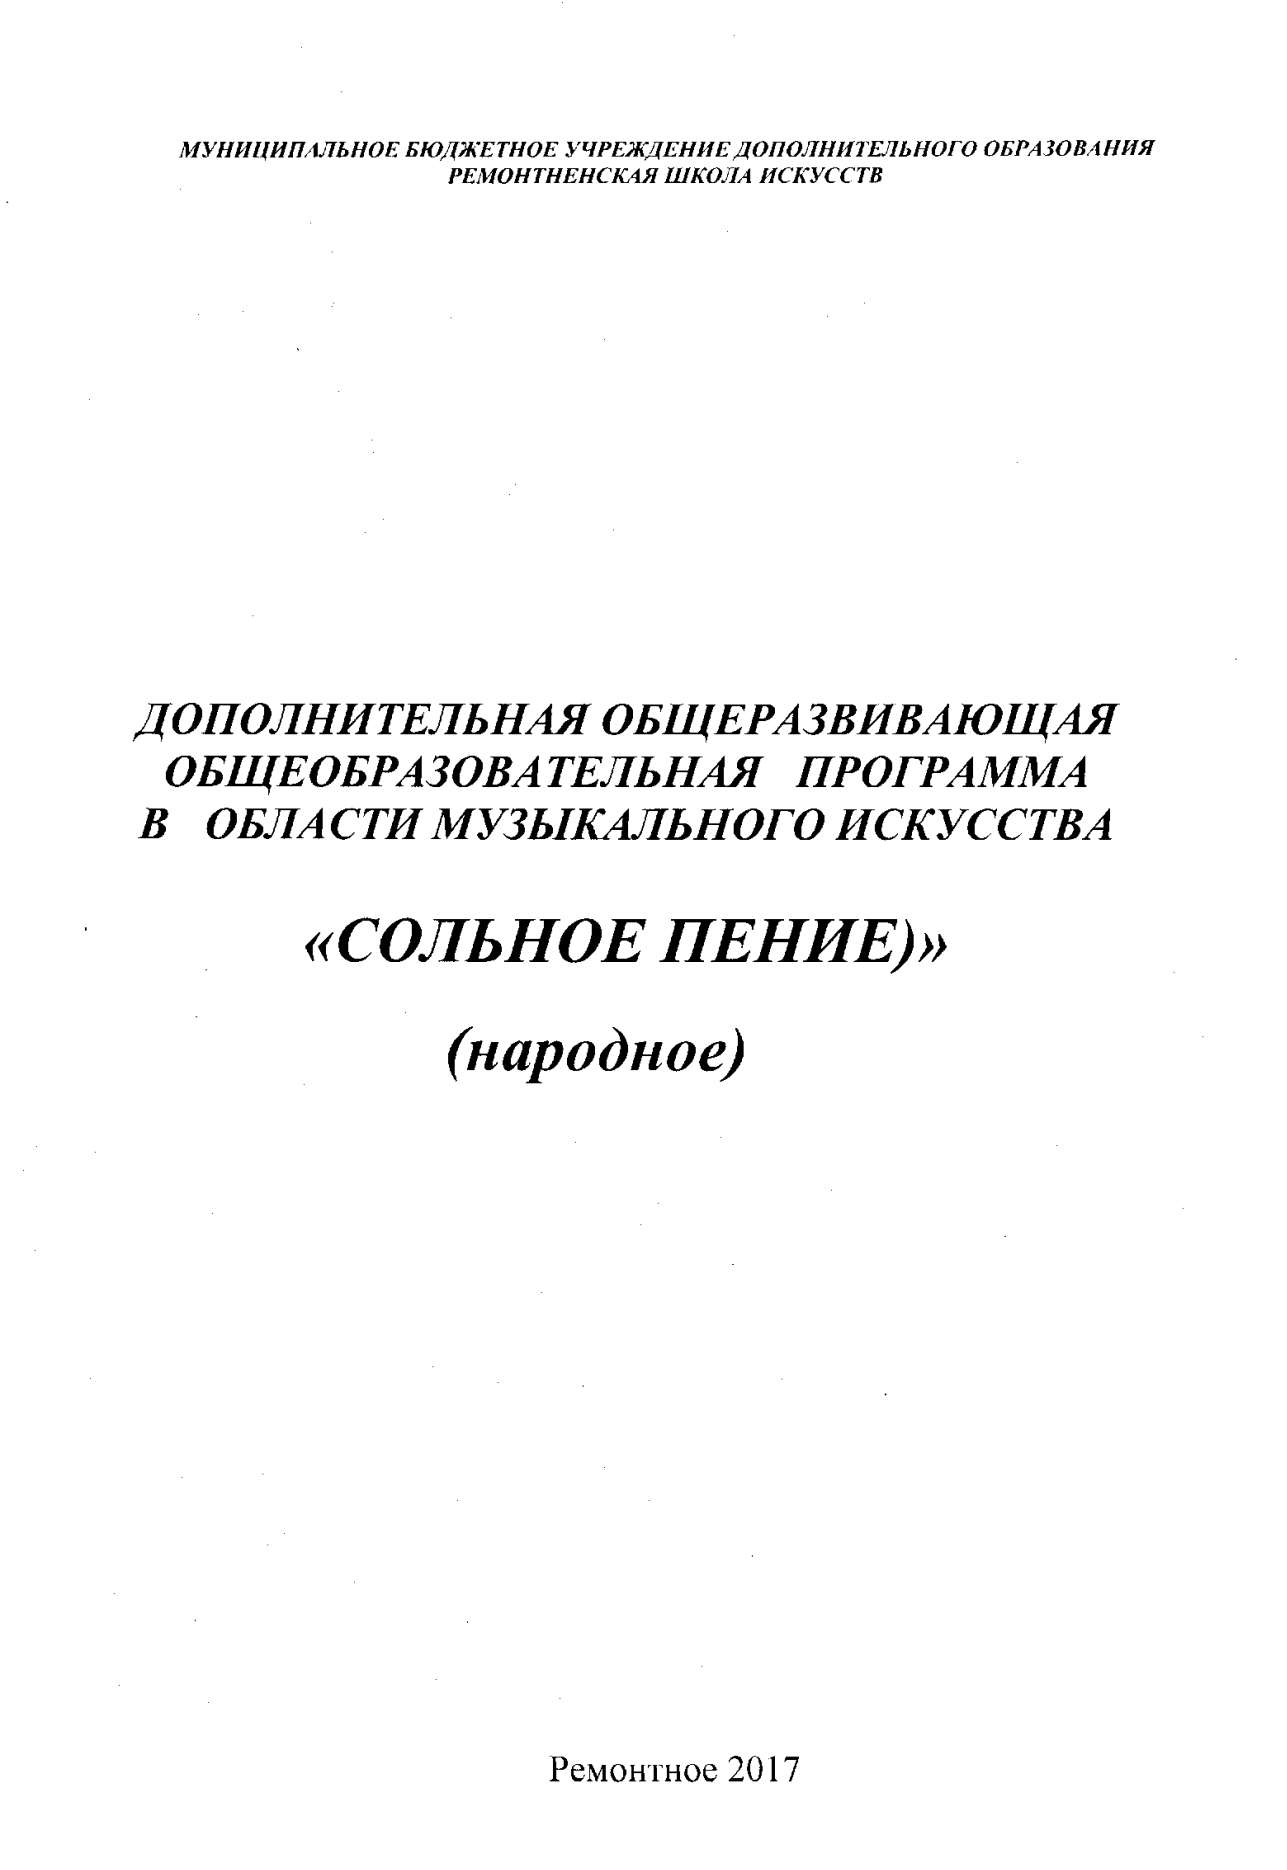 МУНИЦИПАЛЬНОЕ БЮДЖЕТНОЕ УЧРЕЖДЕНИЕ ДОПОЛНИТЕЛЬНОГО ОБРАЗОВАНИЯ
РЕМОНТНЕНСКАЯ ШКОЛА ИСКУССТВ
ДОПОЛНИТЕЛЬНАЯ ОБЩЕРАЗВИВАЮЩАЯ
ОБЩЕОБРАЗОВАТЕЛЬНАЯ ПРОГРАММА
В ОБЛАСТИ МУЗЫКАЛЬНОГО ИСКУССТВА
«СОЛЬНОЕ ПЕНИЕ)»
(народное)
Ремонтное 2017